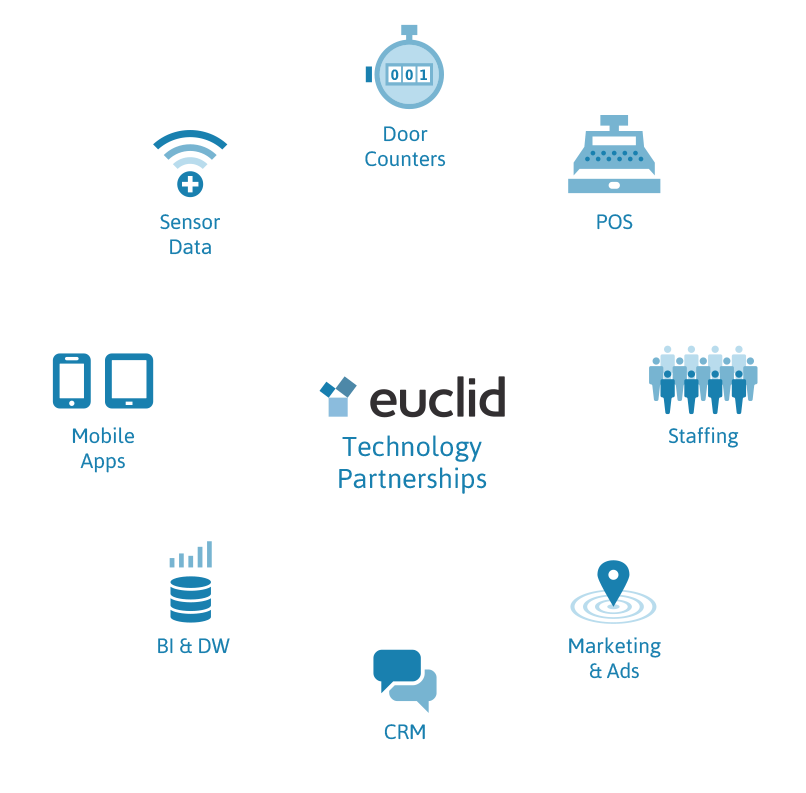 001
Door
Counters
Sensor
Data
POS
Mobile
Apps
euclid
Technology
Partnerships
Staffing
BI & DW
Marketing
& Ads
CRM